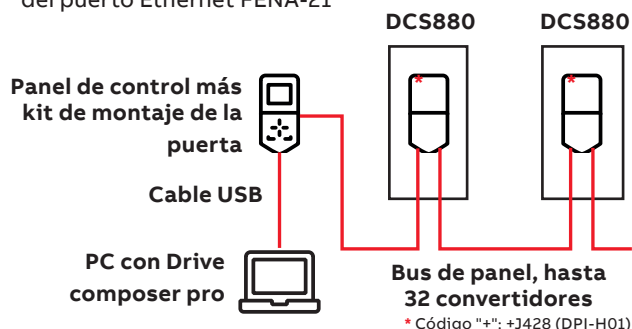 del puerto Ethernet FENA-21
DCS880
DCS880
Panel de control más
kit de montaje de la
puerta
*
*
Cable USB
PC con Drive
composer pro
Bus de panel, hasta
32 convertidores
* Código "+": +J428 (DPI-H01)